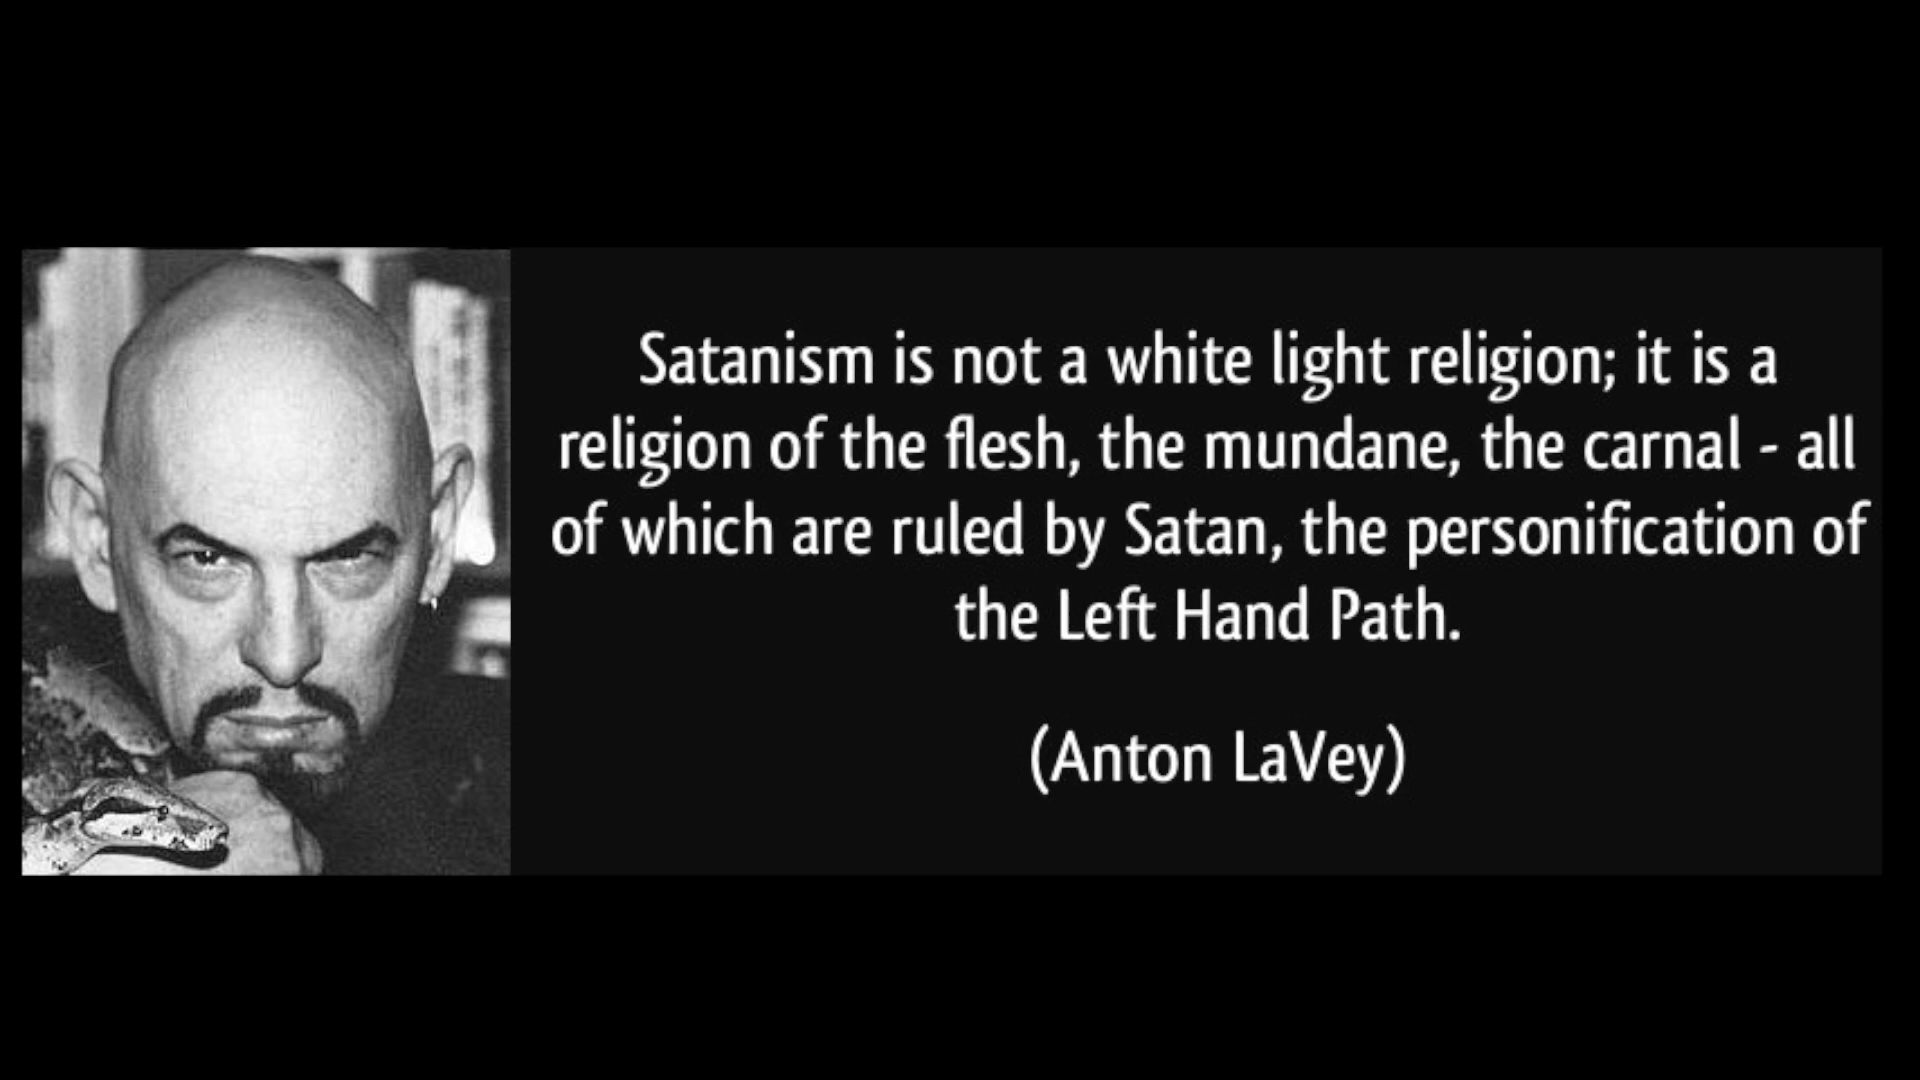 Satanism is not a white light religion; it is a
religion of the flesh, the mundane, the carnal - all
of which are ruled by Satan, the personification of
the Left Hand Path.
(Anton LaVey)